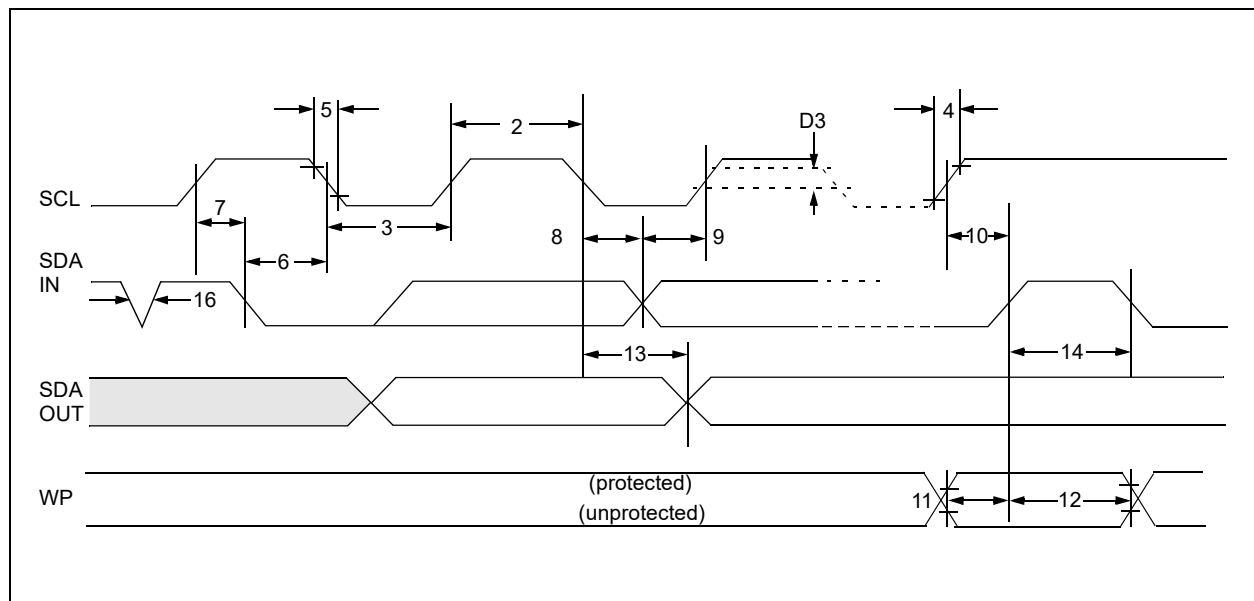 5
2
D3
4
SCL
7
3
8
9
10
SDA
IN
6
16
13
14
SDA
OUT
WP
(protected)
(unprotected)
11
12